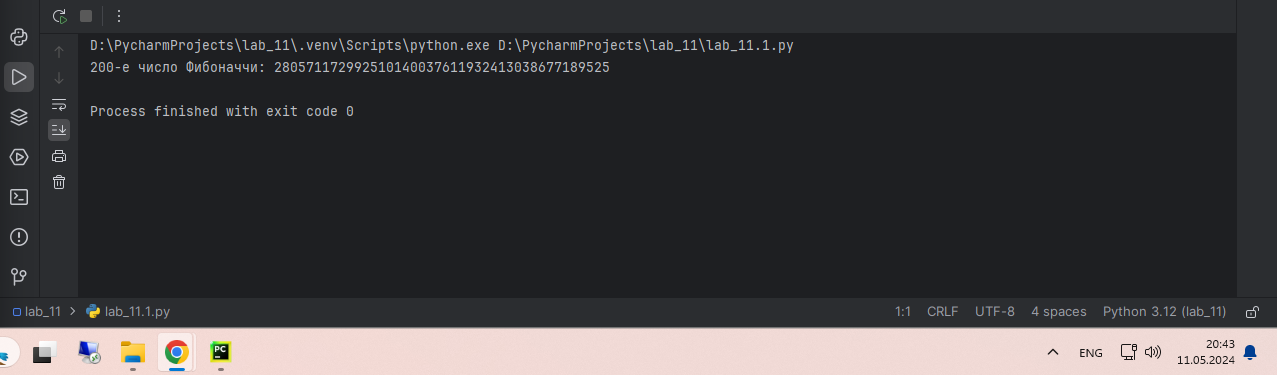 D:\PycharmProjects\lab_11\.venv\Scripts\python.exe D:\PycharmProjects\lab_11\lab_11.1.py
200-е число Фибоначчи: 280571172992510140037611932413038677189525
Process finished with exit code 0
lab_11 > lab_11.1.py 1:1 CRLF UTF-8 4 spaces Python 3.12 (lab_11)
PC
ENG
20:43
11.05.2024